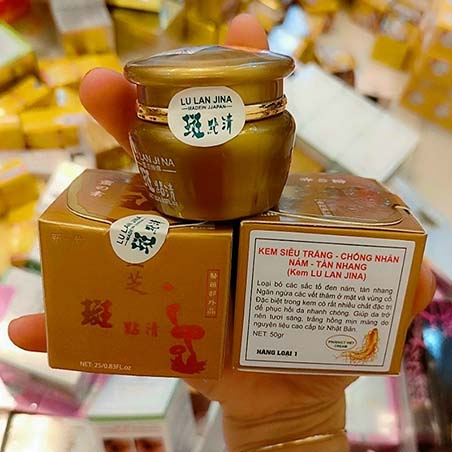 LU LAN JINA
MADEIN JJAPAN
斑點清
LU LAN JINA
LU LAN JINA
斑
芝
斑點清
NET: 25/0.83Fl.oz
KEM SIÊU TRẮNG - CHỐNG NHĂN
NÁM - TÀN NHANG
(Kem LU LAN JINA)
Loại bỏ các sắc tố đen nám, tàn nhang
Ngăn ngừa các vết thâm ở mặt và vùng cổ
Đặc biệt trong kem có rất nhiều chất đặc trị
để phục hồi da nhanh chóng. Giúp da trở
nên tươi sáng, trắng hồng mịn màng do
nguyên liệu cao cấp từ Nhật Bản.
NET: 50gr
HÀNG LOẠI 1